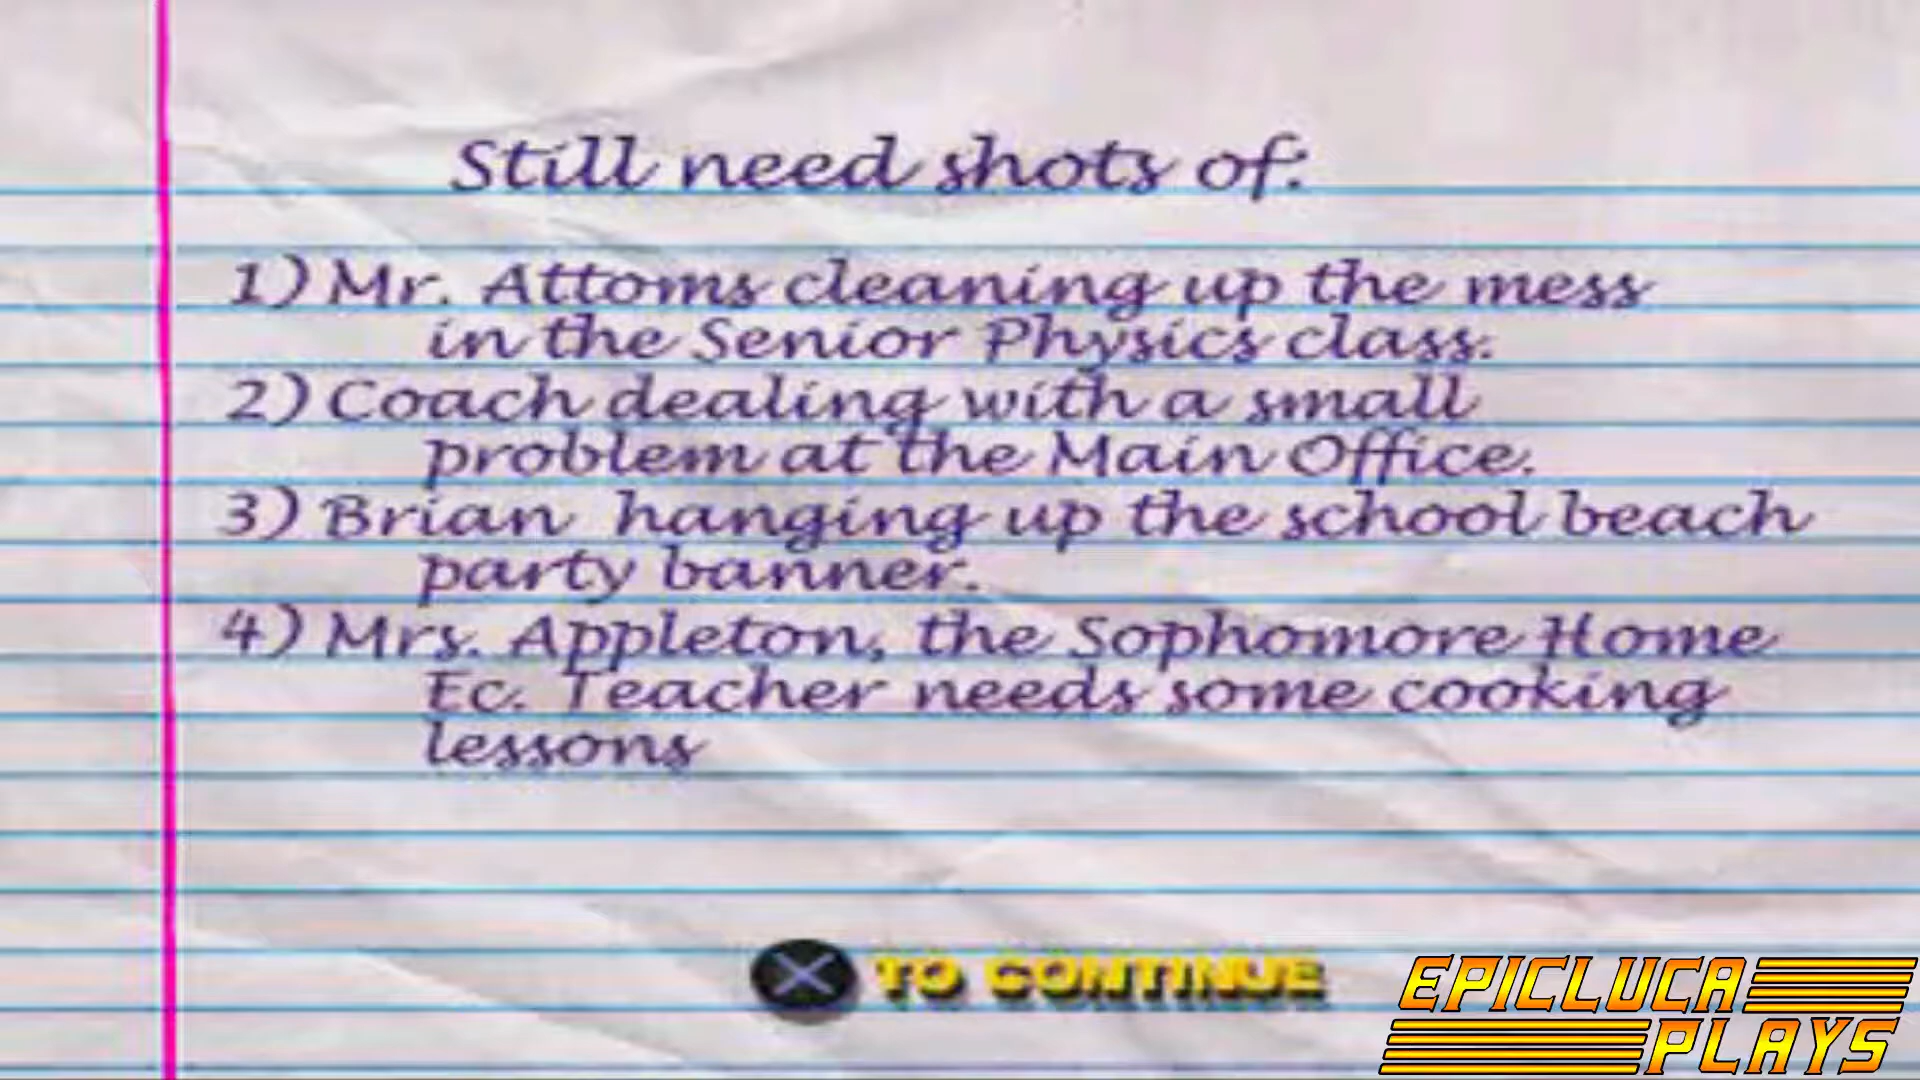 Still need shots of:
1) Mr. Attoms cleaning up the mess
in the Senior Physics class.
2) Coach dealing with a small
problem at the Main Office.
3) Brian hanging up the school beach
party banner.
4) Mrs. Appleton, the Sophomore Home
Ec. Teacher needs some cooking
lessons
TO CONTINUE
EPICLUCA
PLAYS